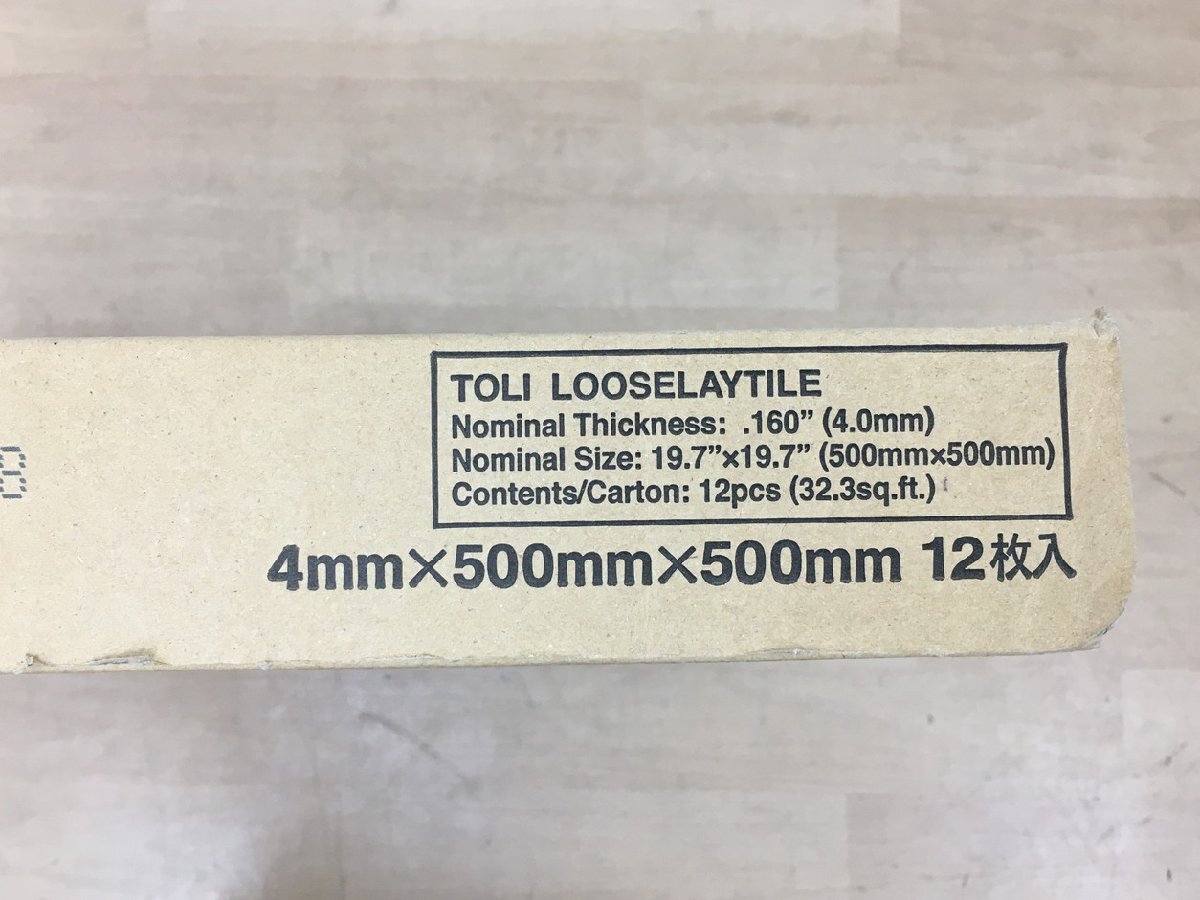 TOLI LOOSELAYTILE
Nominal Thickness: .160” (4.0mm)
Nominal Size: 19.7”×19.7” (500mm×500mm)
Contents/Carton: 12pcs (32.3sq.ft.)
4mm×500mm×500mm 12枚入